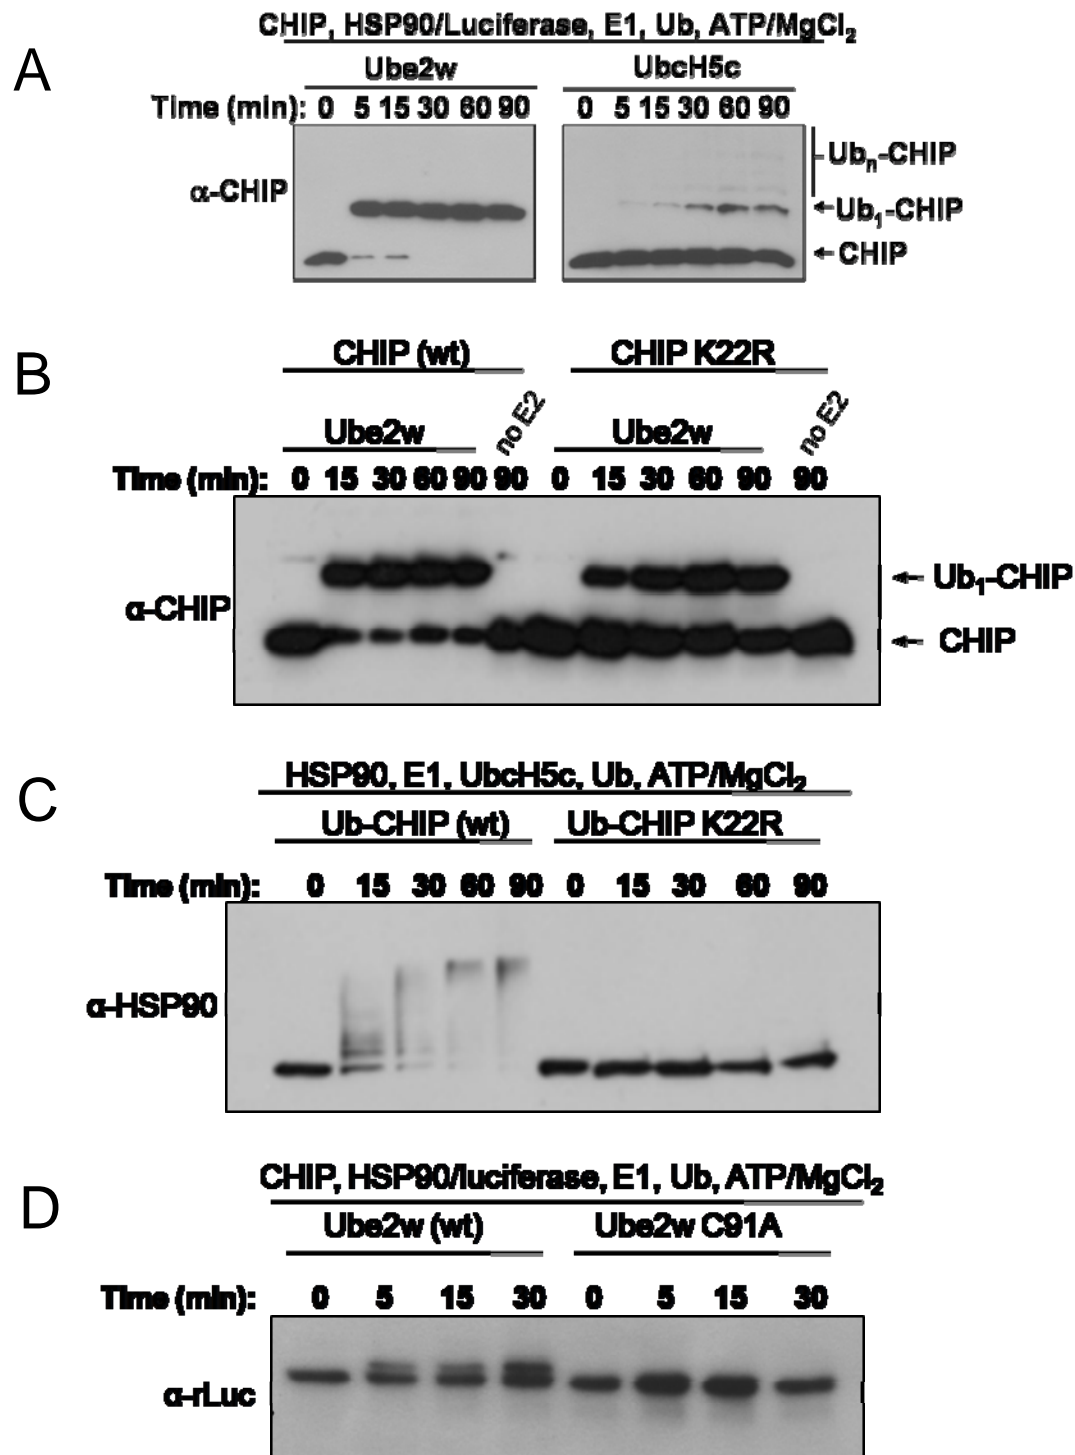 A
CHIP, HSP90/Luciferase, E1, Ub, ATP/MgCl2
Ube2w UbcH5c
Time (min): 0 5 15 30 60 90 0 5 15 30 60 90
α-CHIP
Ubn-CHIP
Ub1-CHIP
CHIP
B
CHIP (wt) CHIP K22R
Ube2w no E2 Ube2w no E2
Time (min): 0 15 30 60 90 90 0 15 30 60 90 90
α-CHIP
Ub1-CHIP
CHIP
C
HSP90, E1, UbcH5c, Ub, ATP/MgCl2
Ub-CHIP (wt) Ub-CHIP K22R
Time (min): 0 15 30 60 90 0 15 30 60 90
α-HSP90
D
CHIP, HSP90/luciferase, E1, Ub, ATP/MgCl2
Ube2w (wt) Ube2w C91A
Time (min): 0 5 15 30 0 5 15 30
α-rLuc